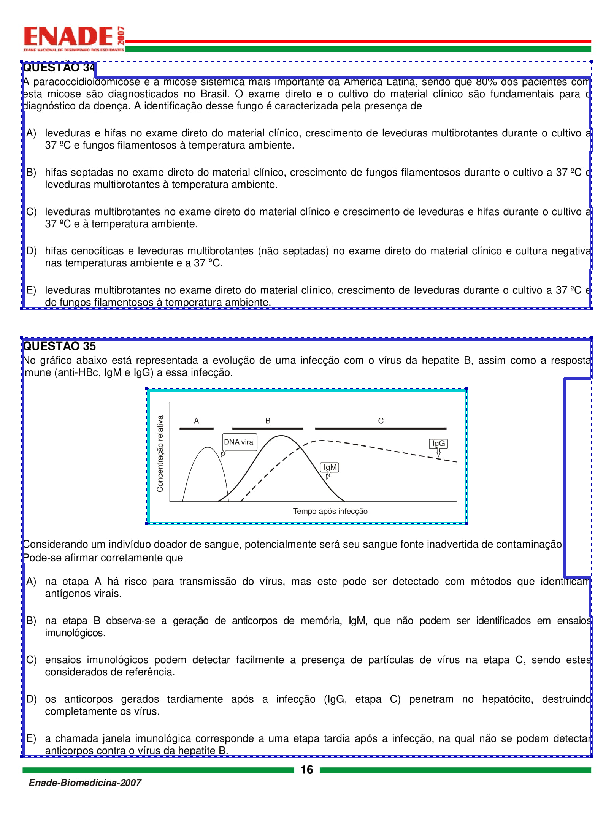 ENADE 2007
EXAME NACIONAL DE DESEMPENHO DOS ESTUDANTES
QUESTÃO 34
A paracoccidioidomicose é a micose sistêmica mais importante da América Latina, sendo que 80% dos pacientes com
esta micose são diagnosticados no Brasil. O exame direto e o cultivo do material clínico são fundamentais para o
diagnóstico da doença. A identificação desse fungo é caracterizada pela presença de
A) leveduras e hifas no exame direto do material clínico, crescimento de leveduras multibrotantes durante o cultivo a
37 ºC e fungos filamentosos à temperatura ambiente.
B) hifas septadas no exame direto do material clínico, crescimento de fungos filamentosos durante o cultivo a 37 ºC e
leveduras multibrotantes à temperatura ambiente.
C) leveduras multibrotantes no exame direto do material clínico e crescimento de leveduras e hifas durante o cultivo a
37 ºC e à temperatura ambiente.
D) hifas cenocíticas e leveduras multibrotantes (não septadas) no exame direto do material clínico e cultura negativa
nas temperaturas ambiente e a 37 ºC.
E) leveduras multibrotantes no exame direto do material clínico, crescimento de leveduras durante o cultivo a 37 ºC e
de fungos filamentosos à temperatura ambiente.
QUESTÃO 35
No gráfico abaixo está representada a evolução de uma infecção com o vírus da hepatite B, assim como a resposta
imune (anti-HBc, IgM e IgG) a essa infecção.
A B C
DNA viral
IgG
IgM
Concentração relativa
Tempo após infecção
Considerando um indivíduo doador de sangue, potencialmente será seu sangue fonte inadvertida de contaminação.
Pode-se afirmar corretamente que
A) na etapa A há risco para transmissão do vírus, mas este pode ser detectado com métodos que identificam
antígenos virais.
B) na etapa B observa-se a geração de anticorpos de memória, IgM, que não podem ser identificados em ensaios
imunológicos.
C) ensaios imunológicos podem detectar facilmente a presença de partículas de vírus na etapa C, sendo estes
considerados de referência.
D) os anticorpos gerados tardiamente após a infecção (IgG, etapa C) penetram no hepatócito, destruindo
completamente os vírus.
E) a chamada janela imunológica corresponde a uma etapa tardia após a infecção, na qual não se podem detectar
anticorpos contra o vírus da hepatite B.
16
Enade-Biomedicina-2007